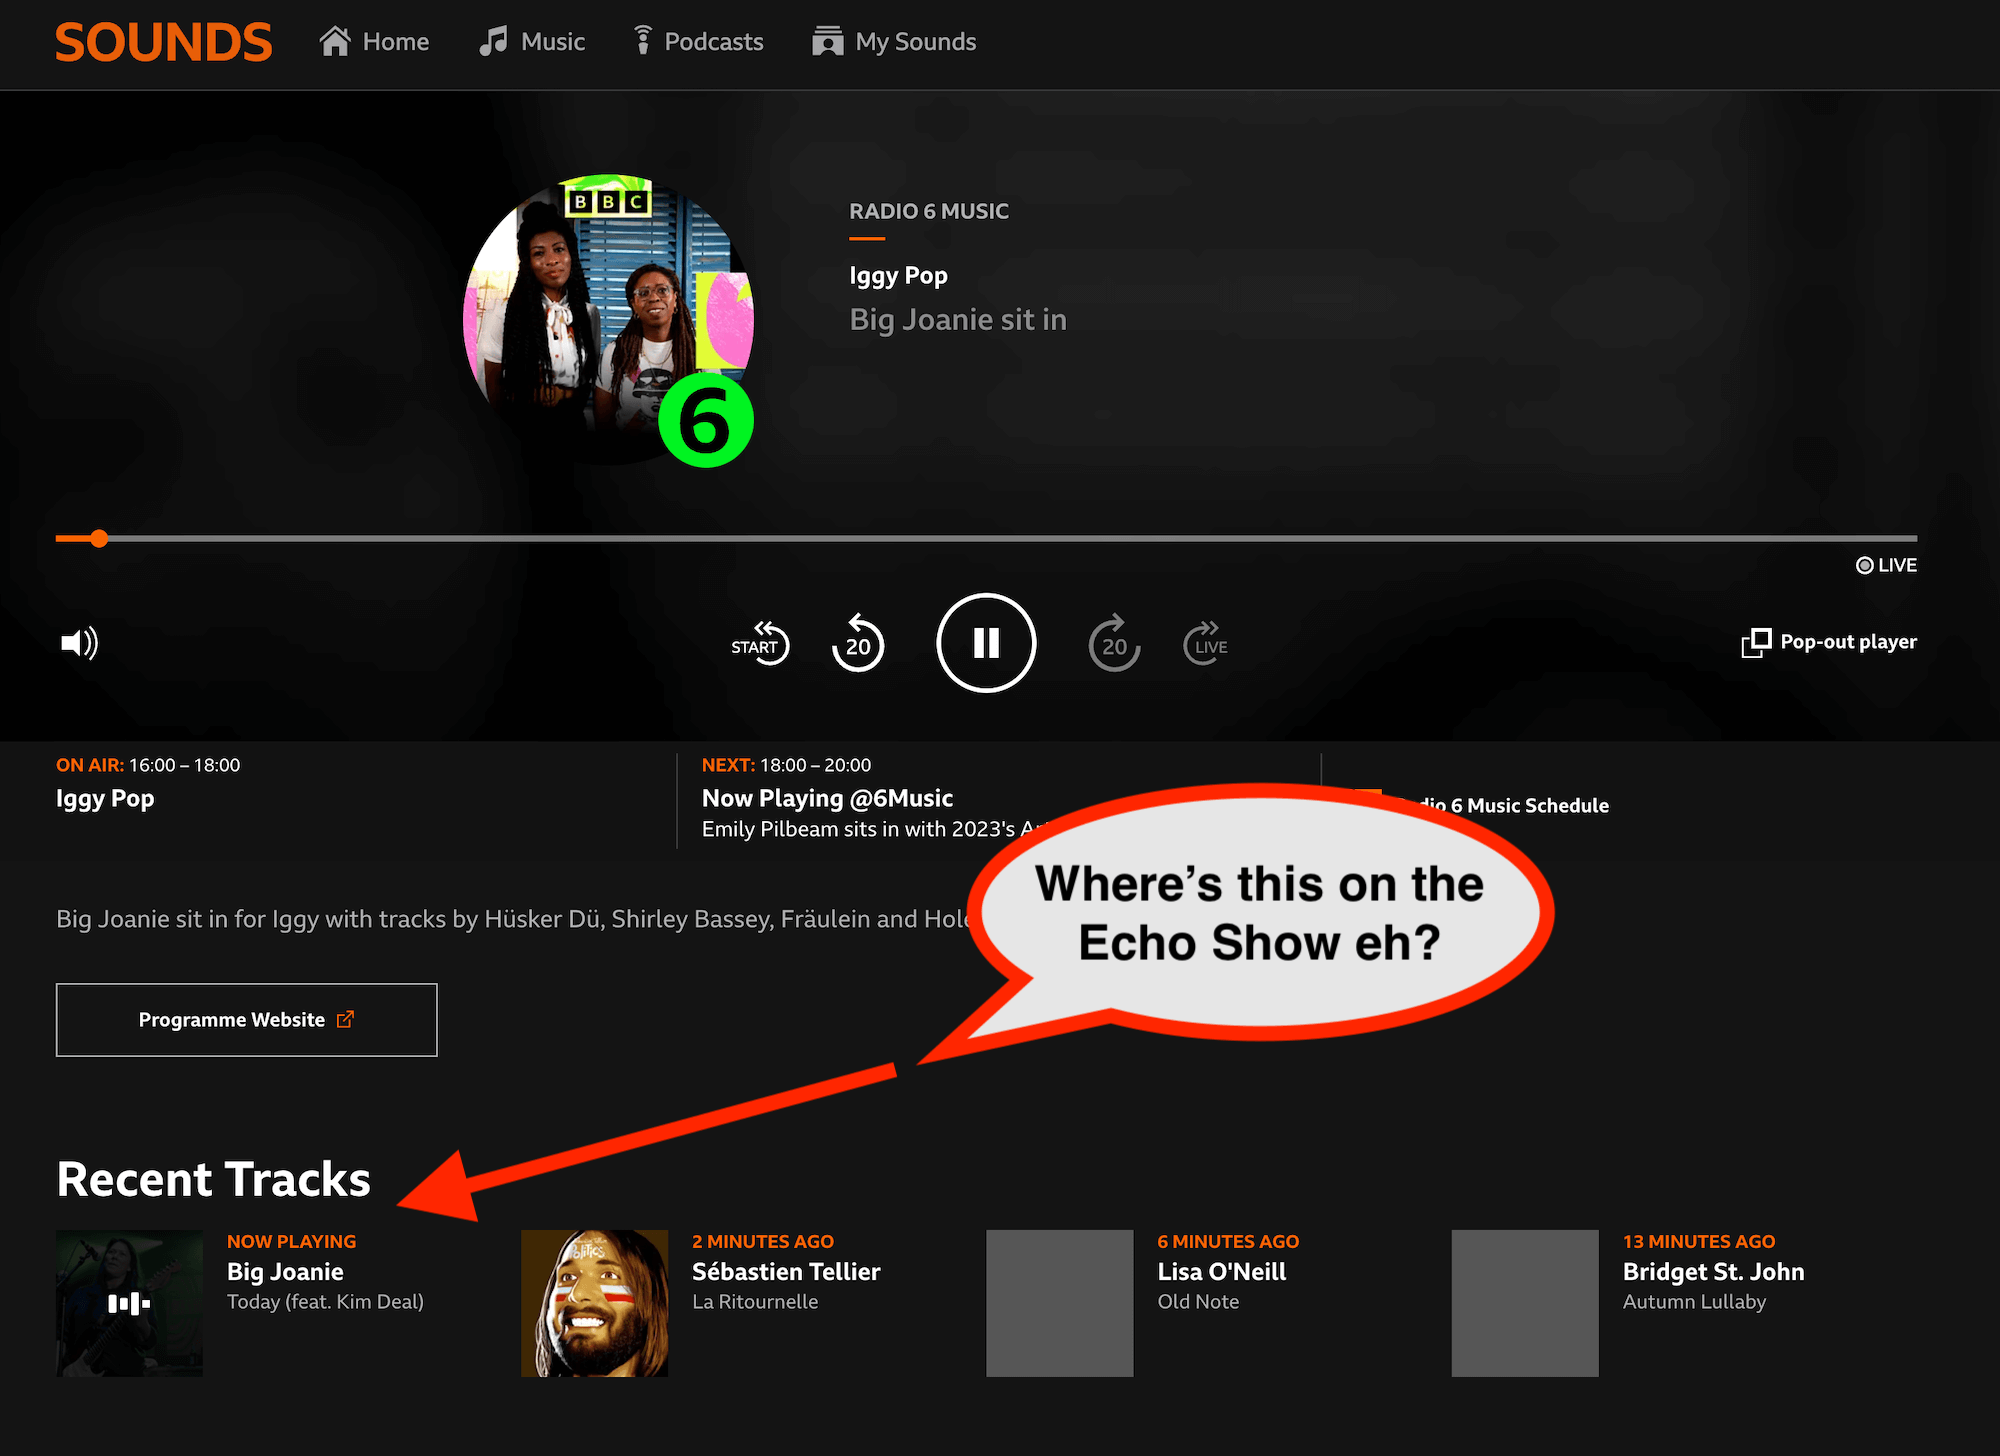 SOUNDS
Home
Music
Podcasts
My Sounds
BBC
6
RADIO 6 MUSIC
Iggy Pop
Big Joanie sit in
LIVE
START
20
20
LIVE
Pop-out player
ON AIR: 16:00 – 18:00
Iggy Pop
NEXT: 18:00 – 20:00
Now Playing @6Music
Emily Pilbeam sits in with 2023's
6 Music Schedule
Big Joanie sit in for Iggy with tracks by Hüsker Dü, Shirley Bassey, Fräulein and Hole
Where’s this on the
Echo Show eh?
Programme Website
Recent Tracks
NOW PLAYING
Big Joanie
Today (feat. Kim Deal)
POLITICS
2 MINUTES AGO
Sébastien Tellier
La Ritournelle
6 MINUTES AGO
Lisa O'Neill
Old Note
13 MINUTES AGO
Bridget St. John
Autumn Lullaby